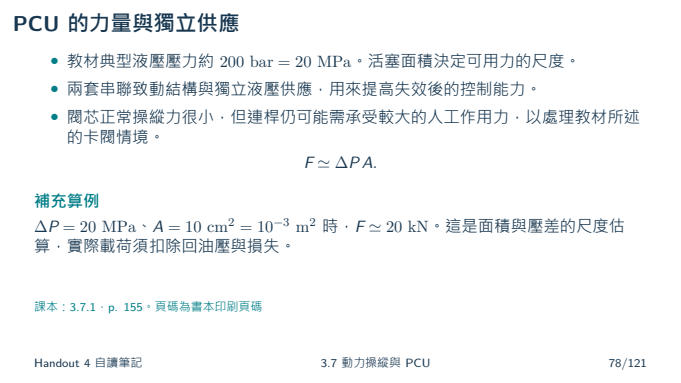 PCU 的力量與獨立供應
• 教材典型液壓壓力約 200 bar = 20 MPa。活塞面積決定可用力的尺度。
• 兩套串聯致動結構與獨立液壓供應，用來提高失效後的控制能力。
• 閥芯正常操縱力很小，但連桿仍可能需承受較大的人工作用力，以處理教材所述
的卡閥情境。
F ≃ ΔP A.
補充算例
ΔP = 20 MPa、A = 10 cm² = 10⁻³ m² 時，F ≃ 20 kN。這是面積與壓差的尺度估
算，實際載荷須扣除回油壓與損失。
課本：3.7.1，p. 155。頁碼為書本印刷頁碼
Handout 4 自讀筆記 3.7 動力操縱與 PCU 78/121